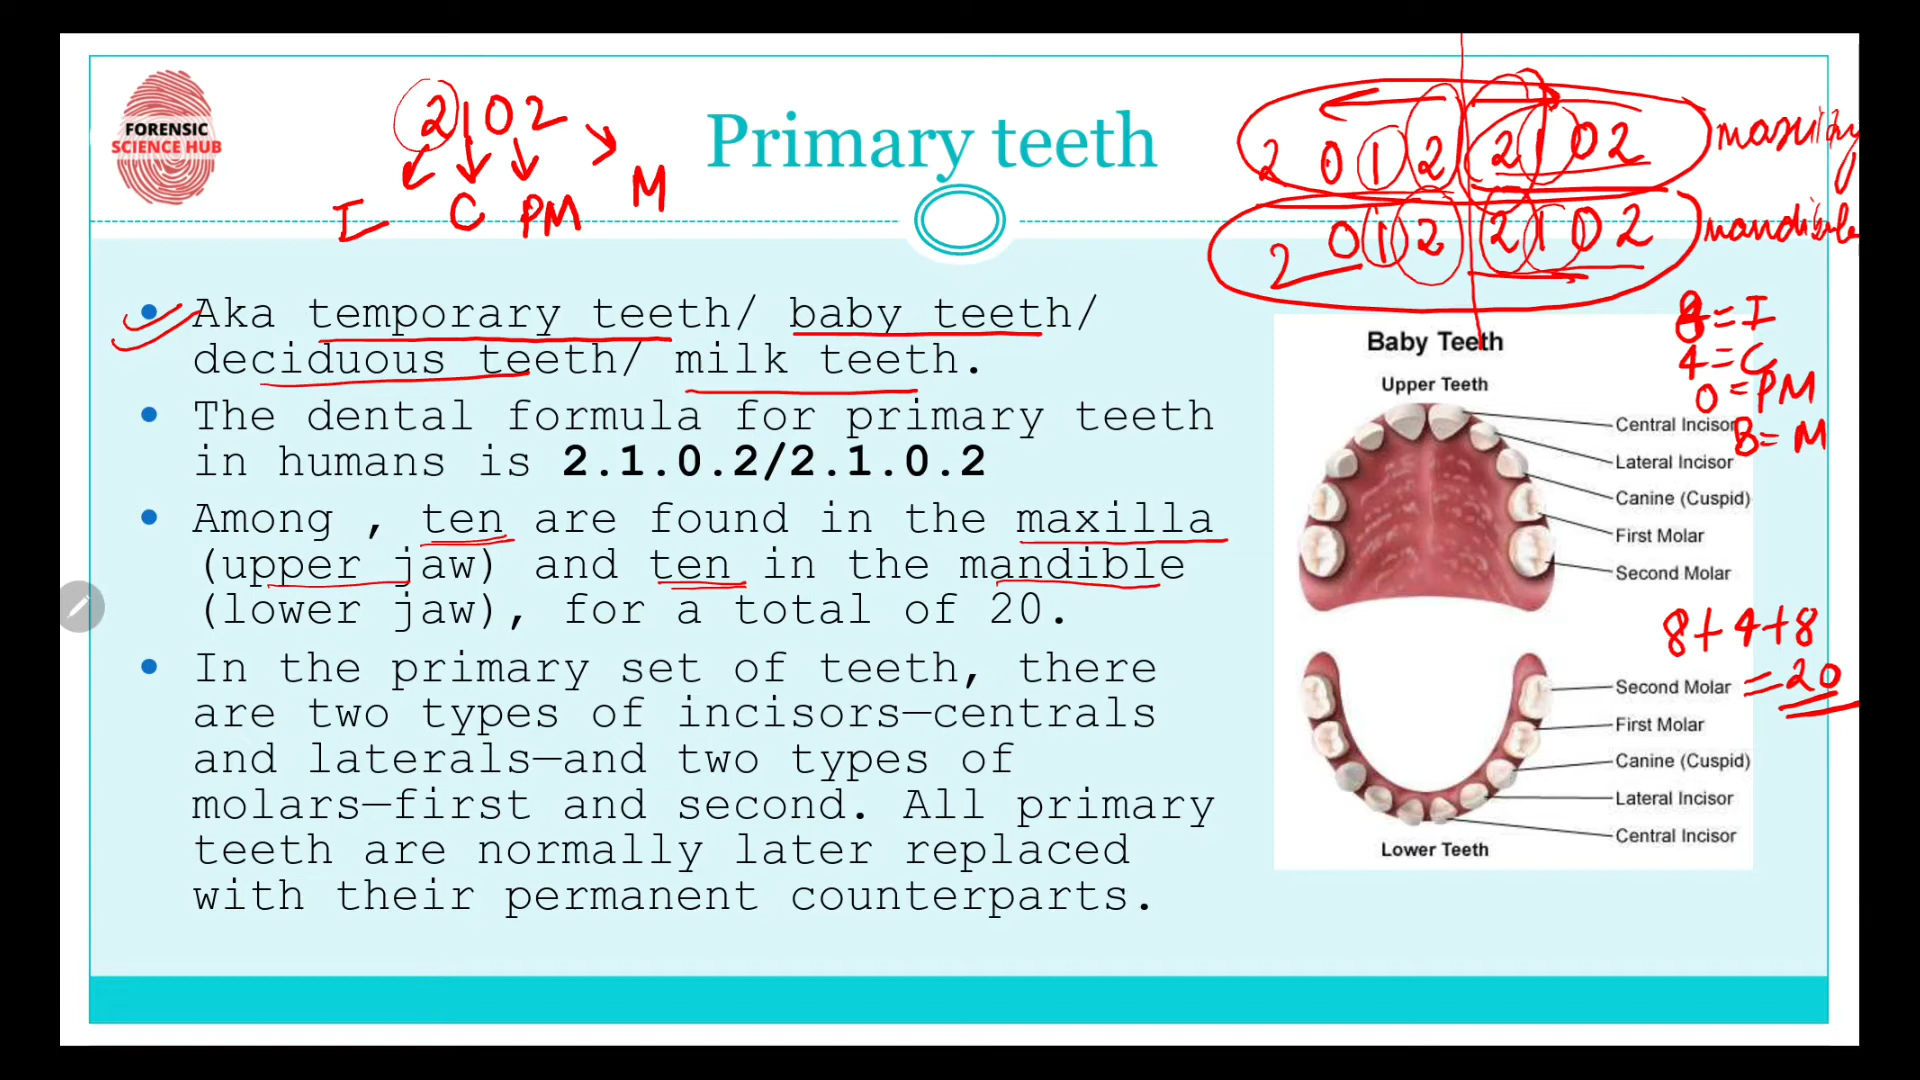 FORENSIC
SCIENCE HUB
2102
I C PM M
Primary teeth
2 0 1 2 2 1 0 2
2 0 1 2 2 1 0 2 mandible
• Aka temporary teeth/ baby teeth/
deciduous teeth/ milk teeth.
• The dental formula for primary teeth
in humans is 2.1.0.2/2.1.0.2
• Among , ten are found in the maxilla
(upper jaw) and ten in the mandible
(lower jaw), for a total of 20.
• In the primary set of teeth, there
are two types of incisors—centrals
and laterals—and two types of
molars—first and second. All primary
teeth are normally later replaced
with their permanent counterparts.
8 = I
4 = C
0 = PM
8 = M
Baby Teeth
Upper Teeth
Central Incisor
Lateral Incisor
Canine (Cuspid)
First Molar
Second Molar
8+4+8
=20
Second Molar
First Molar
Canine (Cuspid)
Lateral Incisor
Central Incisor
Lower Teeth